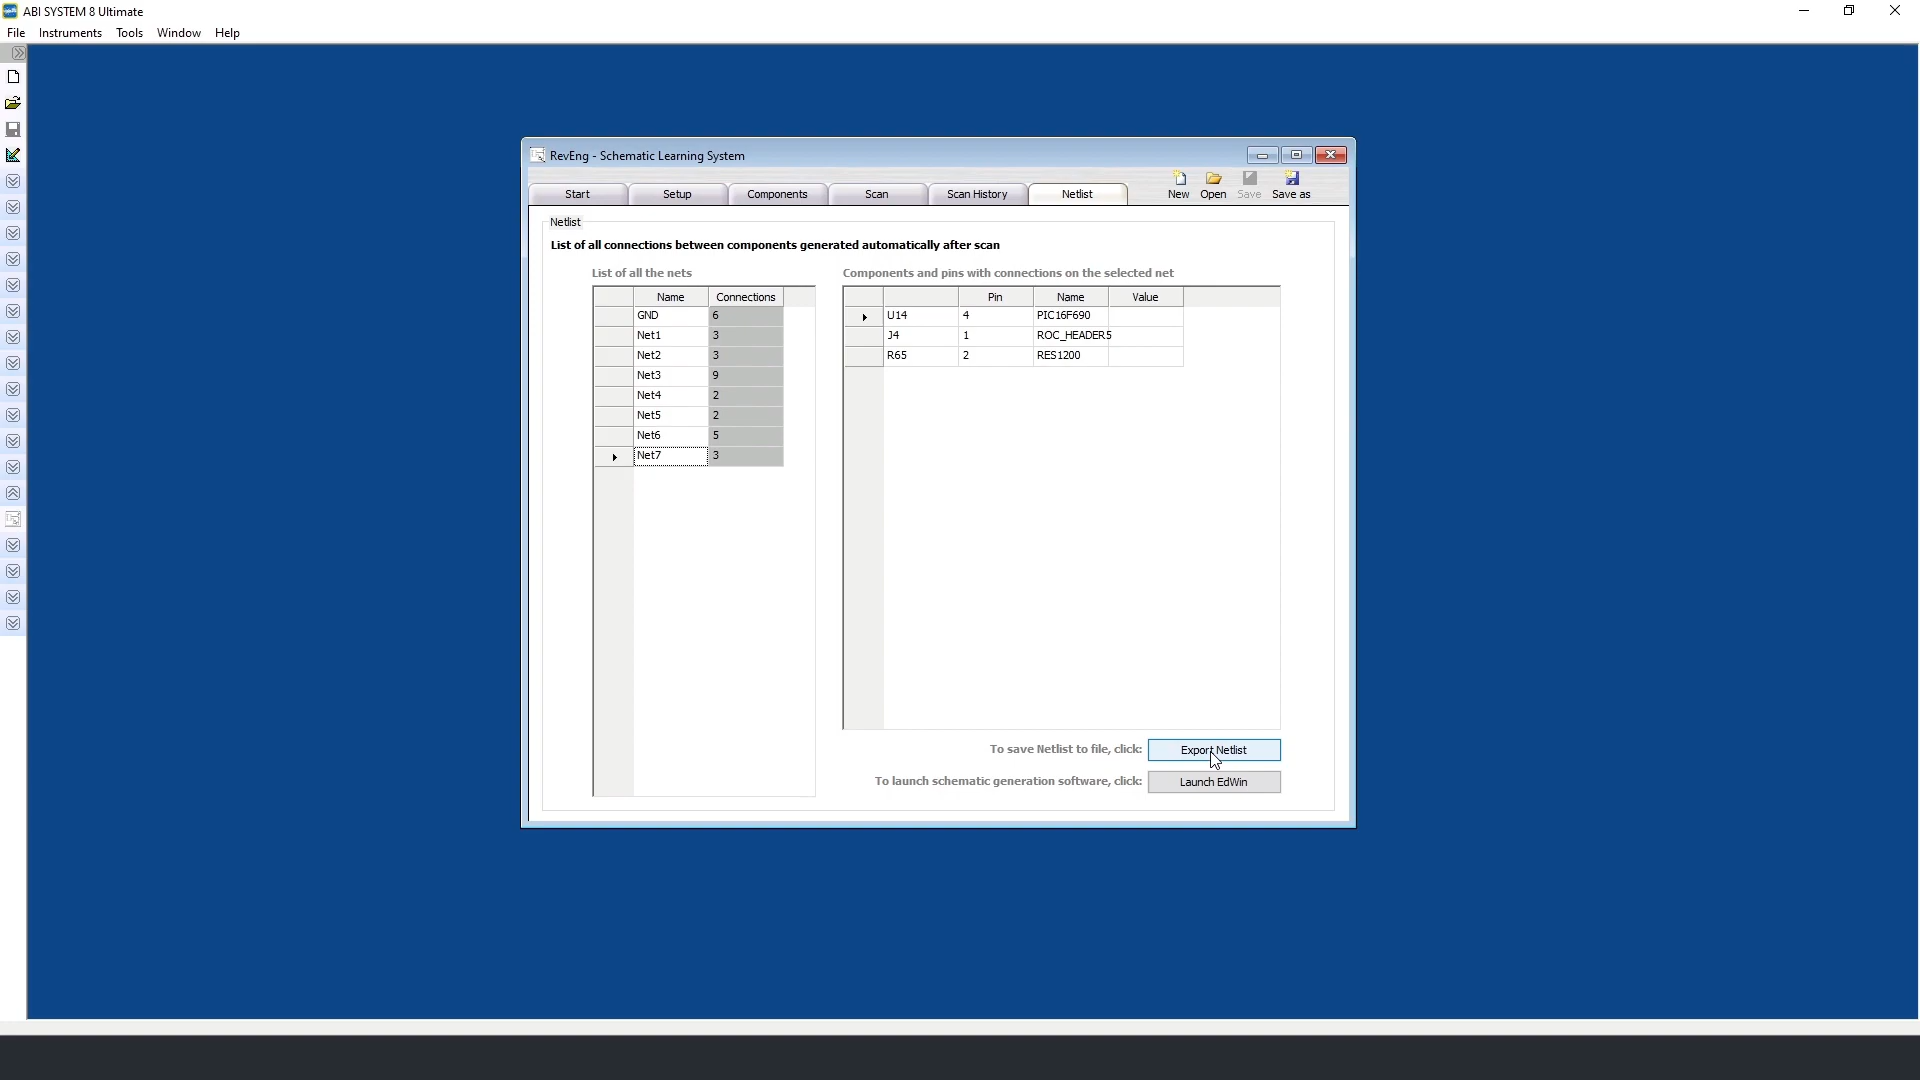 ABI SYSTEM 8 Ultimate
File Instruments Tools Window Help
RevEng - Schematic Learning System
Start Setup Components Scan Scan History Netlist New Open Save Save as
Netlist
List of all connections between components generated automatically after scan
List of all the nets
Name Connections
GND 6
Net1 3
Net2 3
Net3 9
Net4 2
Net5 2
Net6 5
Net7 3
Components and pins with connections on the selected net
Pin Name Value
U14 4 PIC16F690
J4 1 ROC_HEADER5
R65 2 RES1200
To save Netlist to file, click: Export Netlist
To launch schematic generation software, click: Launch EdWin